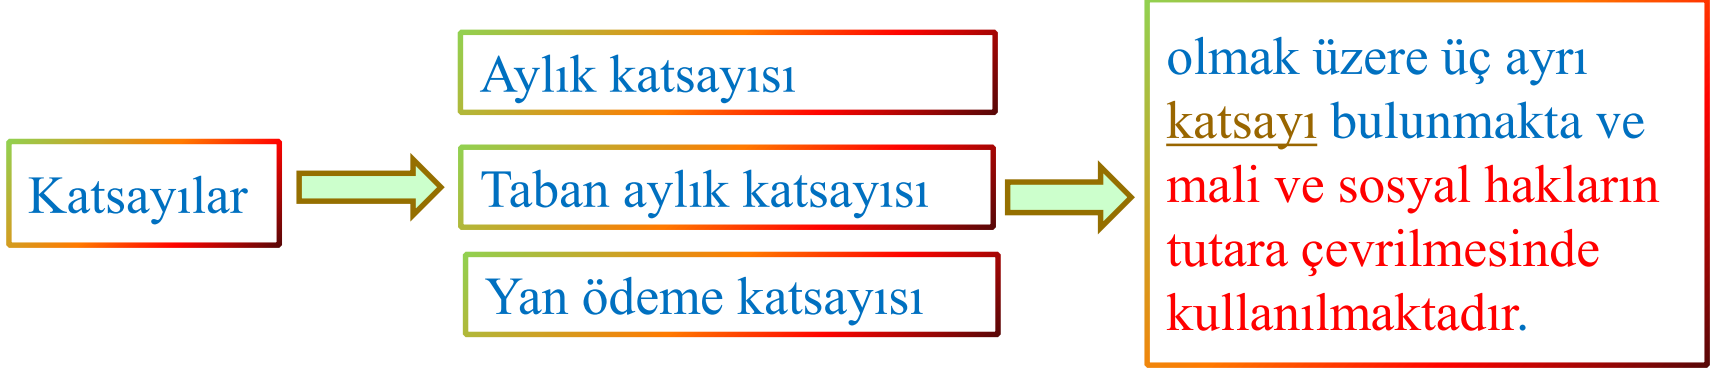 Katsayılar
Aylık katsayısı
Taban aylık katsayısı
Yan ödeme katsayısı
olmak üzere üç ayrı
katsayı bulunmakta ve
mali ve sosyal hakların
tutara çevrilmesinde
kullanılmaktadır.